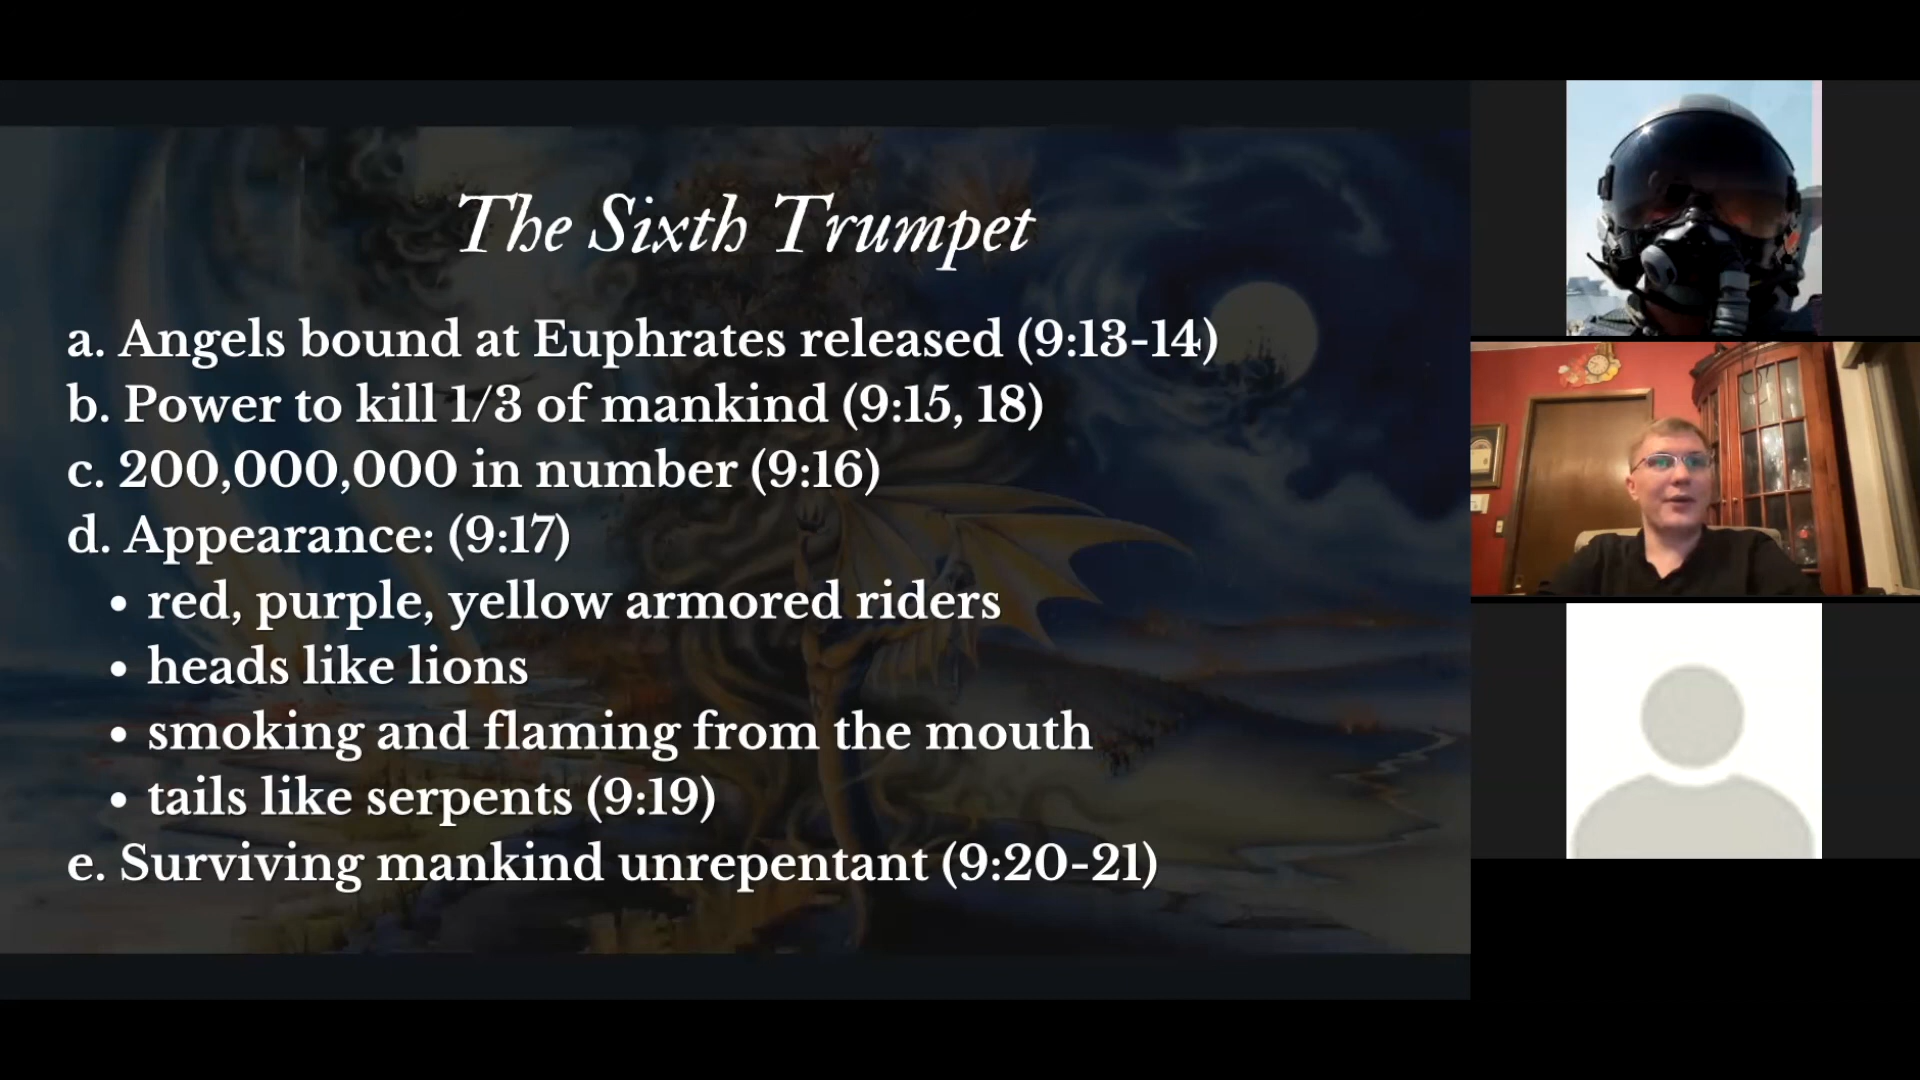 The Sixth Trumpet
a. Angels bound at Euphrates released (9:13-14)
b. Power to kill 1/3 of mankind (9:15, 18)
c. 200,000,000 in number (9:16)
d. Appearance: (9:17)
• red, purple, yellow armored riders
• heads like lions
• smoking and flaming from the mouth
• tails like serpents (9:19)
e. Surviving mankind unrepentant (9:20-21)